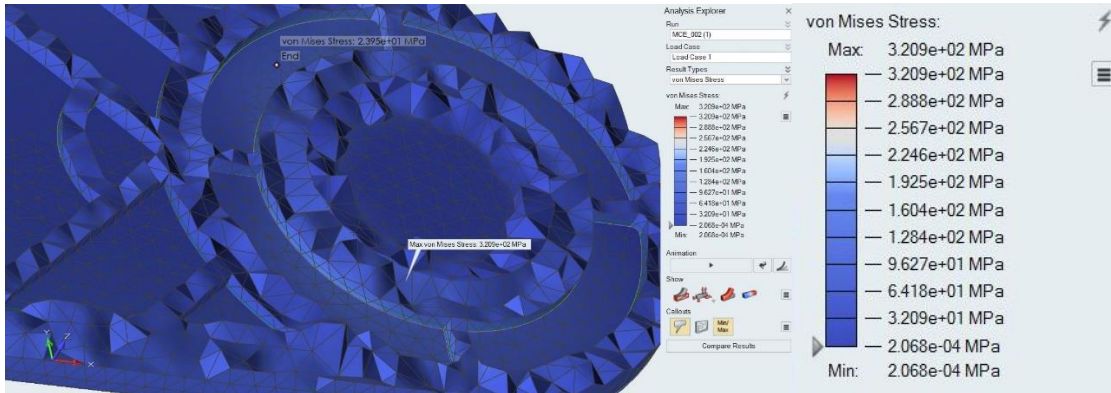 von Mises Stress: 2.395e+01 MPa
End
Max von Mises Stress: 3.209e+02 MPa
Y
Z
X
Analysis Explorer
Run
MCE_002 (1)
Load Case
Load Case 1
Result Types
von Mises Stress
von Mises Stress:
Max: 3.209e+02 MPa
3.209e+02 MPa
2.888e+02 MPa
2.567e+02 MPa
2.246e+02 MPa
1.925e+02 MPa
1.604e+02 MPa
1.284e+02 MPa
9.627e+01 MPa
6.418e+01 MPa
3.209e+01 MPa
2.068e-04 MPa
Min: 2.068e-04 MPa
Animation
Show
Callouts
Min/
Max
Compare Results
von Mises Stress:
Max: 3.209e+02 MPa
3.209e+02 MPa
2.888e+02 MPa
2.567e+02 MPa
2.246e+02 MPa
1.925e+02 MPa
1.604e+02 MPa
1.284e+02 MPa
9.627e+01 MPa
6.418e+01 MPa
3.209e+01 MPa
2.068e-04 MPa
Min: 2.068e-04 MPa